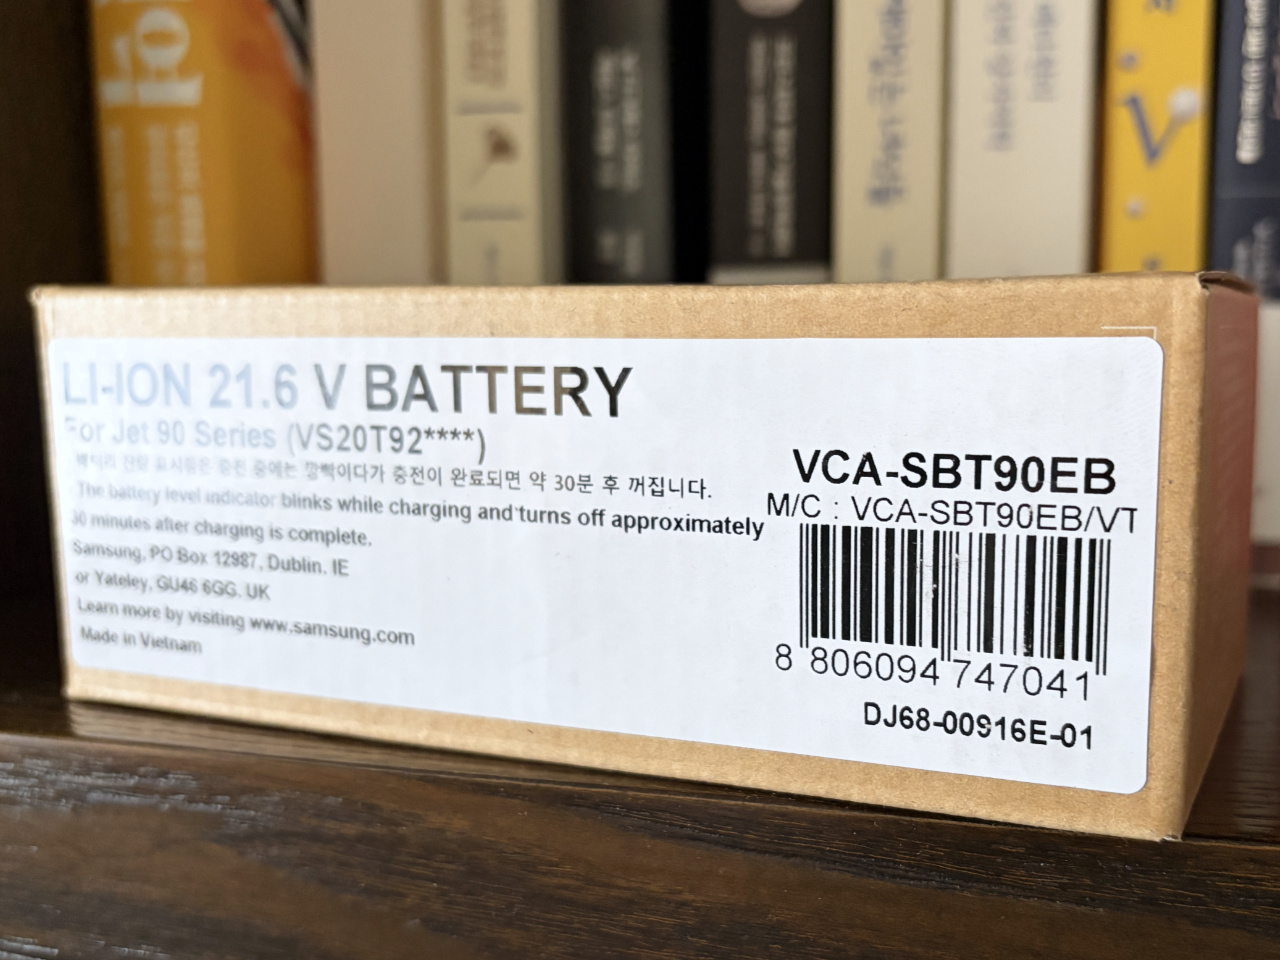 LI-ION 21.6 V BATTERY
For Jet 90 Series (VS20T92****)
배터리 잔량 표시등은 충전 중에는 깜빡이다가 충전이 완료되면 약 30분 후 꺼집니다.
The battery level indicator blinks while charging and turns off approximately
30 minutes after charging is complete.
Samsung, PO Box 12987, Dublin. IE
or Yateley, GU46 6GG. UK
Learn more by visiting www.samsung.com
Made in Vietnam
VCA-SBT90EB
M/C : VCA-SBT90EB/VT
8 806094 747041
DJ68-00916E-01